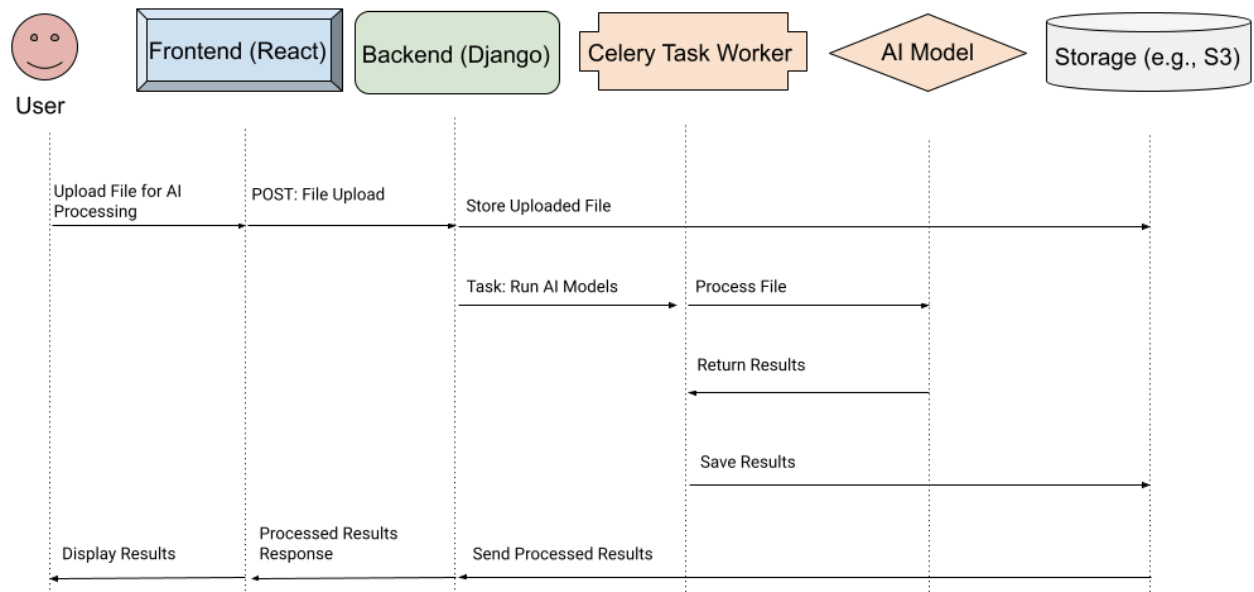 User
Frontend (React)
Backend (Django)
Celery Task Worker
AI Model
Storage (e.g., S3)
Upload File for AI
Processing
POST: File Upload
Store Uploaded File
Task: Run AI Models
Process File
Return Results
Save Results
Display Results
Processed Results
Response
Send Processed Results